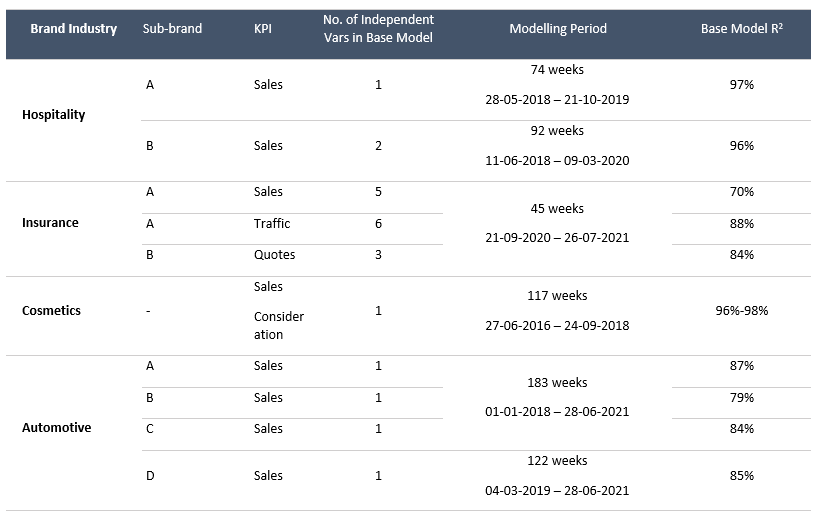 Brand Industry Sub-brand KPI No. of Independent Vars in Base Model Modelling Period Base Model R²
Hospitality
A Sales 1 74 weeks 97%
28-05-2018 – 21-10-2019
B Sales 2 92 weeks 96%
11-06-2018 – 09-03-2020
Insurance
A Sales 5 70%
45 weeks
A Traffic 6 88%
21-09-2020 – 26-07-2021
B Quotes 3 84%
Cosmetics
-
Sales
Consider
ation
1
117 weeks
27-06-2016 – 24-09-2018
96%-98%
Automotive
A Sales 1 87%
183 weeks
B Sales 1 79%
01-01-2018 – 28-06-2021
C Sales 1 84%
D Sales 1 122 weeks 85%
04-03-2019 – 28-06-2021